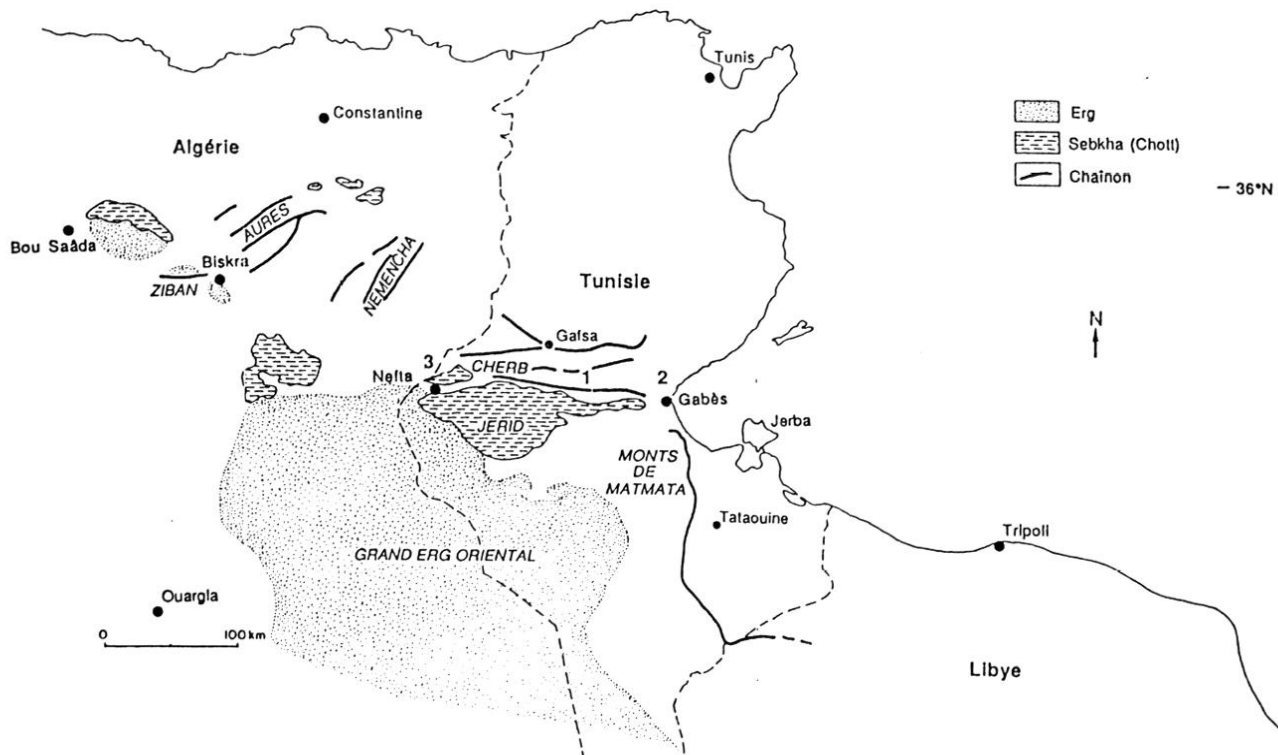 Tunis
Constantine
Algérie
Erg
Sebkha (Chott)
Chaînon
36°N
AURES
Bou Saâda
Biskra
ZIBAN
NEMENCHA
Tunisie
N
Gafsa
3
CHERB
1
2
Nefta
Gabès
JERID
Jerba
MONTS
DE
MATMATA
Tataouine
Tripoli
GRAND ERG ORIENTAL
Ouargla
0 100 km
Libye